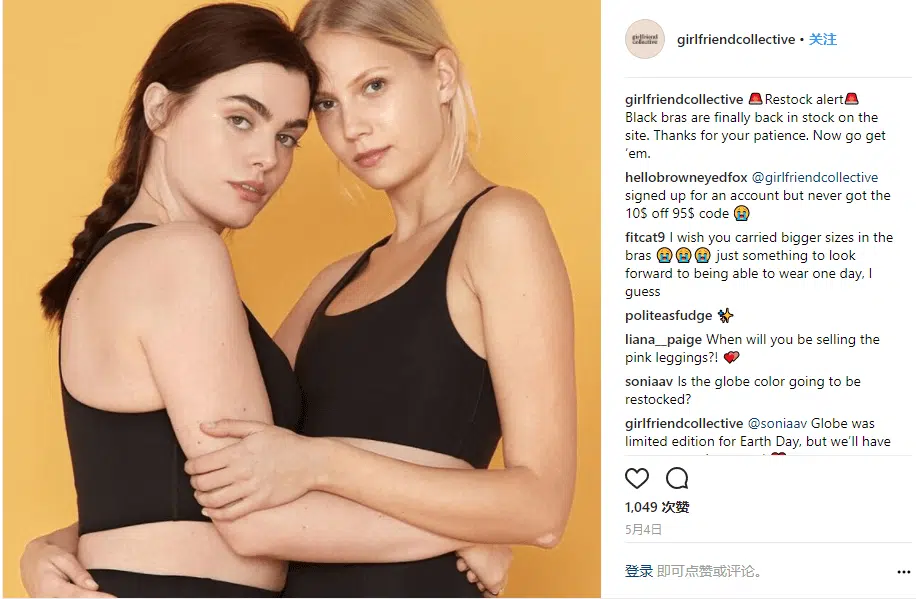 girlfriend
collective
girlfriendcollective • 关注
girlfriendcollective 🚨Restock alert🚨
Black bras are finally back in stock on the
site. Thanks for your patience. Now go get
‘em.
hellobrowneyedfox @girlfriendcollective
signed up for an account but never got the
10$ off 95$ code 😭
fitcat9 I wish you carried bigger sizes in the
bras 😭😭😭 just something to look
forward to being able to wear one day, I
guess
politeasfudge ✨
liana__paige When will you be selling the
pink leggings?! 💕
soniaav Is the globe color going to be
restocked?
girlfriendcollective @soniaav Globe was
limited edition for Earth Day, but we’ll have
1,049 次赞
5月4日
登录 即可点赞或评论。